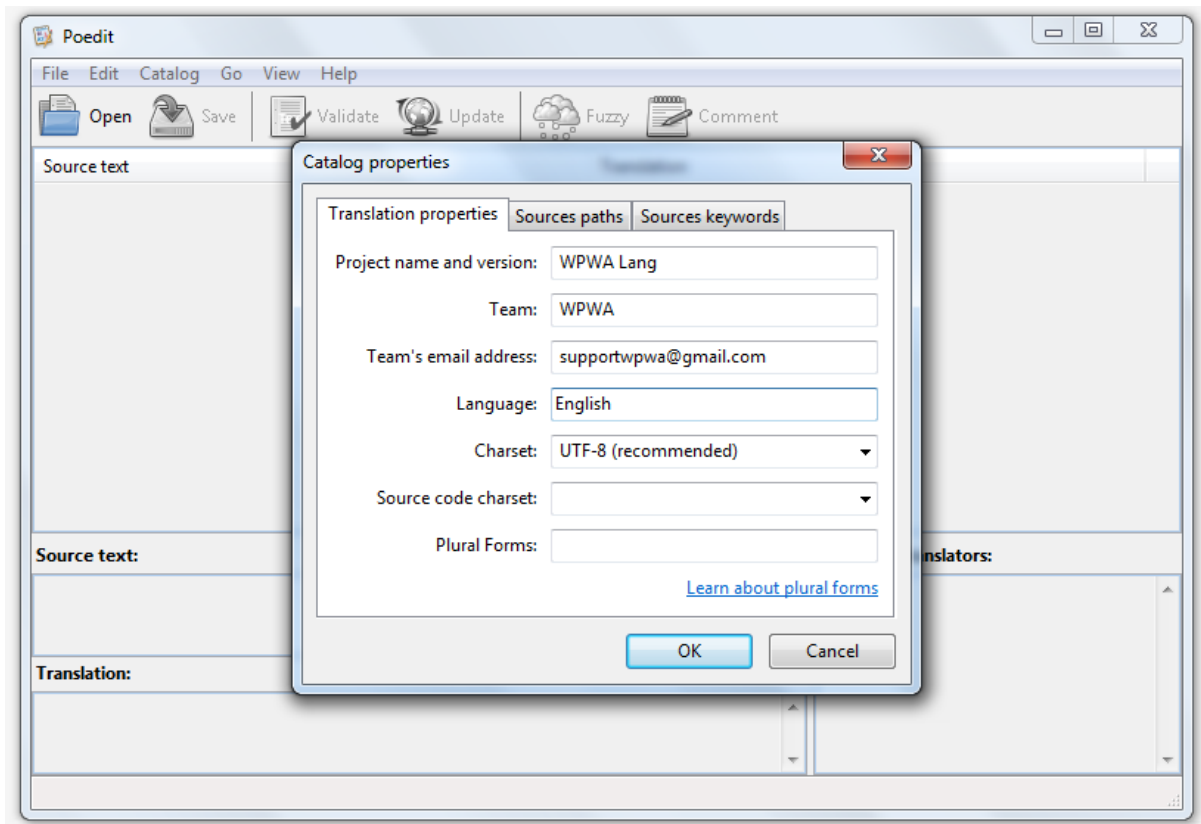 Poedit
File Edit Catalog Go View Help
Open Save Validate Update Fuzzy Comment
Source text
Catalog properties
Translation
Translation properties Sources paths Sources keywords
Project name and version: WPWA Lang
Team: WPWA
Team's email address: supportwpwa@gmail.com
Language: English
Charset: UTF-8 (recommended)
Source code charset:
Plural Forms:
Learn about plural forms
OK Cancel
Source text:
nslators:
Translation: